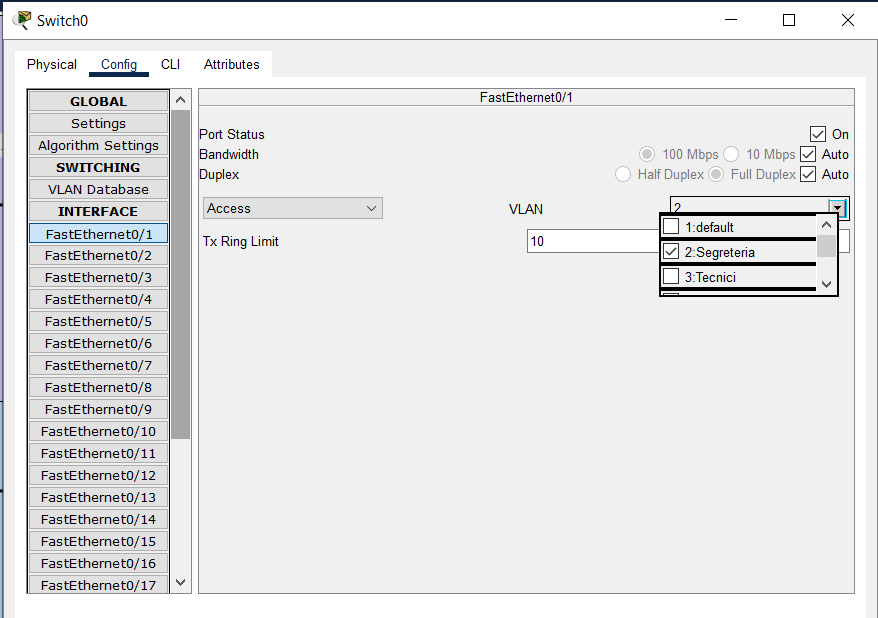 Switch0
Physical Config CLI Attributes
GLOBAL
Settings
Algorithm Settings
SWITCHING
VLAN Database
INTERFACE
FastEthernet0/1
FastEthernet0/2
FastEthernet0/3
FastEthernet0/4
FastEthernet0/5
FastEthernet0/6
FastEthernet0/7
FastEthernet0/8
FastEthernet0/9
FastEthernet0/10
FastEthernet0/11
FastEthernet0/12
FastEthernet0/13
FastEthernet0/14
FastEthernet0/15
FastEthernet0/16
FastEthernet0/17
FastEthernet0/1
Port Status On
Bandwidth 100 Mbps 10 Mbps Auto
Duplex Half Duplex Full Duplex Auto
Access VLAN 2
Tx Ring Limit 10
1:default
2:Segreteria
3:Tecnici